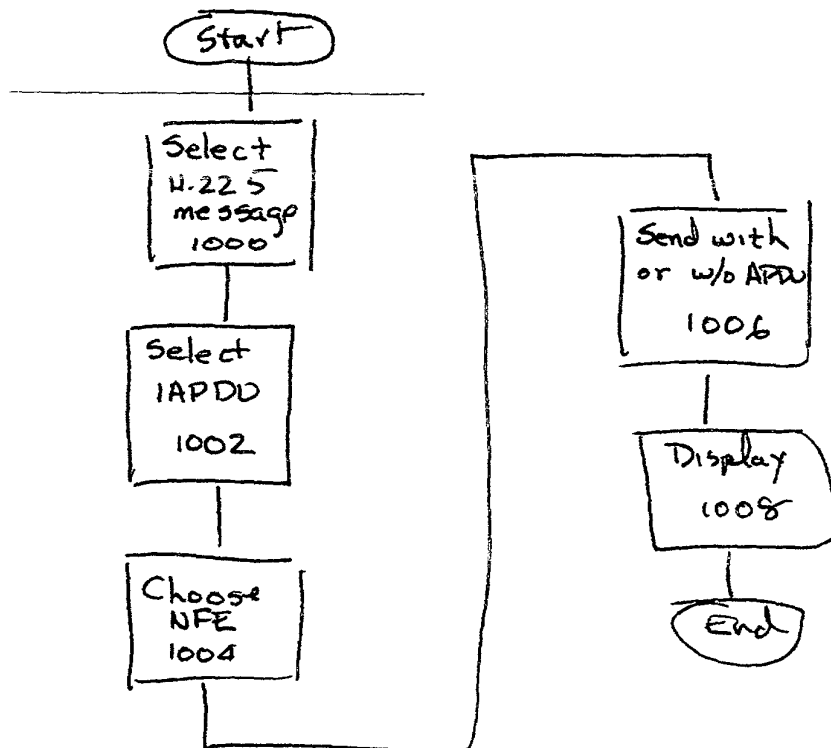 Start
Select
H.225
message
1000
Select
IAPDU
1002
Choose
NFE
1004
Send with
or w/o APDU
1006
Display
1008
End